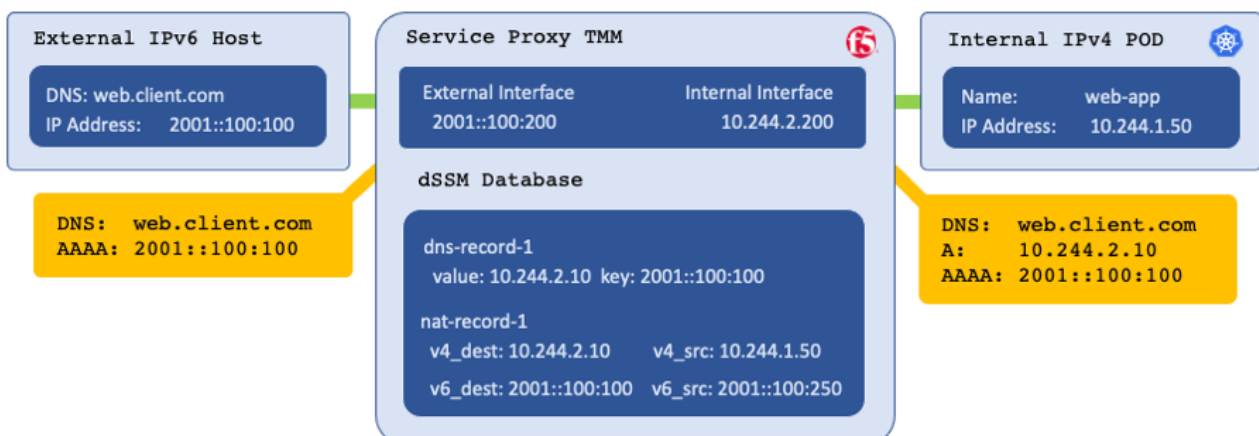 External IPv6 Host
DNS: web.client.com
IP Address: 2001::100:100
DNS: web.client.com
AAAA: 2001::100:100
Service Proxy TMM
f5
External Interface Internal Interface
2001::100:200 10.244.2.200
dSSM Database
dns-record-1
value: 10.244.2.10 key: 2001::100:100
nat-record-1
v4_dest: 10.244.2.10 v4_src: 10.244.1.50
v6_dest: 2001::100:100 v6_src: 2001::100:250
Internal IPv4 POD
Name: web-app
IP Address: 10.244.1.50
DNS: web.client.com
A: 10.244.2.10
AAAA: 2001::100:100